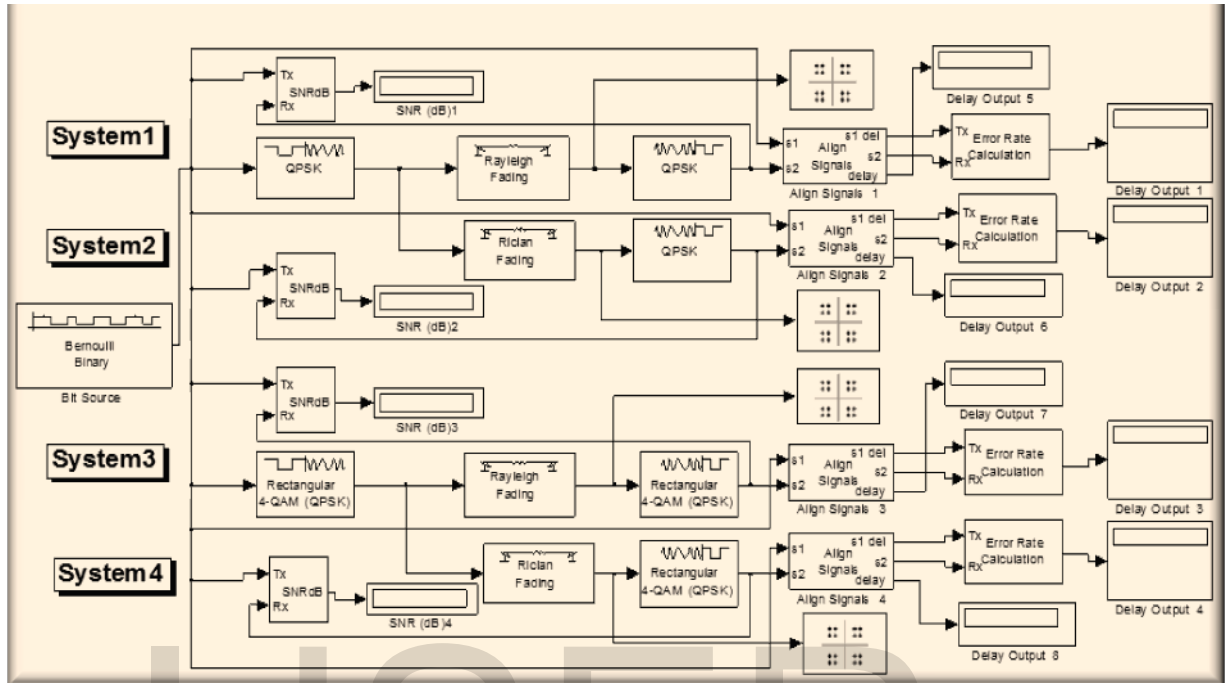 Tx
SNRdB
Rx
SNR (dB)1
Delay Output 5
System1
QPSK
Rayleigh
Fading
QPSK
s1
s2
Align
Signals
s1 del
s2
delay
Align Signals 1
Tx
Rx
Error Rate
Calculation
Delay Output 1
System2
Rician
Fading
QPSK
s1
s2
Align
Signals
s1 del
s2
delay
Align Signals 2
Tx
Rx
Error Rate
Calculation
Delay Output 2
Tx
SNRdB
Rx
SNR (dB)2
Delay Output 6
Bernoulli
Binary
Bit Source
Tx
SNRdB
Rx
SNR (dB)3
Delay Output 7
System3
Rectangular
4-QAM (QPSK)
Rayleigh
Fading
Rectangular
4-QAM (QPSK)
s1
s2
Align
Signals
s1 del
s2
delay
Align Signals 3
Tx
Rx
Error Rate
Calculation
Delay Output 3
System4
Tx
SNRdB
Rx
SNR (dB)4
Rician
Fading
Rectangular
4-QAM (QPSK)
s1
s2
Align
Signals
s1 del
s2
delay
Align Signals 4
Tx
Rx
Error Rate
Calculation
Delay Output 4
Delay Output 8